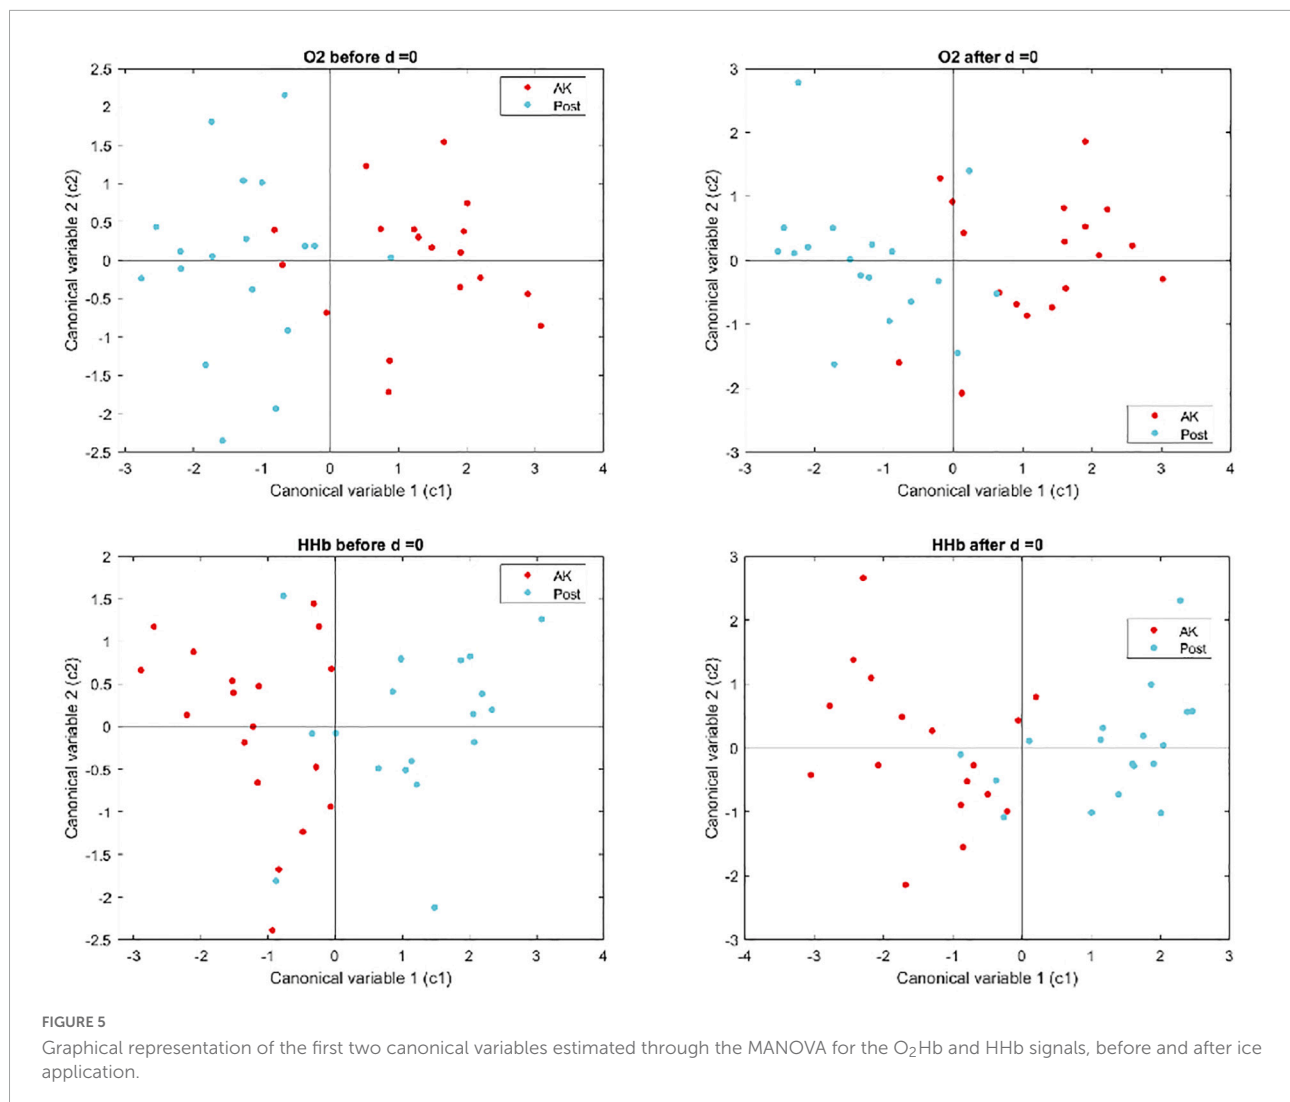 O2 before d =0
2.5
2
1.5
1
0.5
0
-0.5
-1
-1.5
-2
-2.5
Canonical variable 2 (c2)
AK
Post
-3 -2 -1 0 1 2 3 4
Canonical variable 1 (c1)
O2 after d =0
3
2
1
0
-1
-2
-3
Canonical variable 2 (c2)
AK
Post
-3 -2 -1 0 1 2 3 4
Canonical variable 1 (c1)
HHb before d =0
2
1.5
1
0.5
0
-0.5
-1
-1.5
-2
-2.5
Canonical variable 2 (c2)
AK
Post
-3 -2 -1 0 1 2 3 4
Canonical variable 1 (c1)
HHb after d =0
3
2
1
0
-1
-2
-3
Canonical variable 2 (c2)
AK
Post
-4 -3 -2 -1 0 1 2 3
Canonical variable 1 (c1)
FIGURE 5
Graphical representation of the first two canonical variables estimated through the MANOVA for the O₂Hb and HHb signals, before and after ice
application.